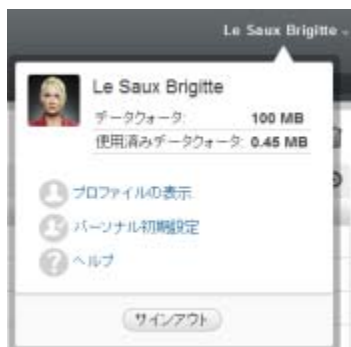 Le Saux Brigitte
Le Saux Brigitte
データクォータ: 100 MB
使用済みデータクォータ: 0.45 MB
プロファイルの表示
パーソナル初期設定
ヘルプ
サインアウト